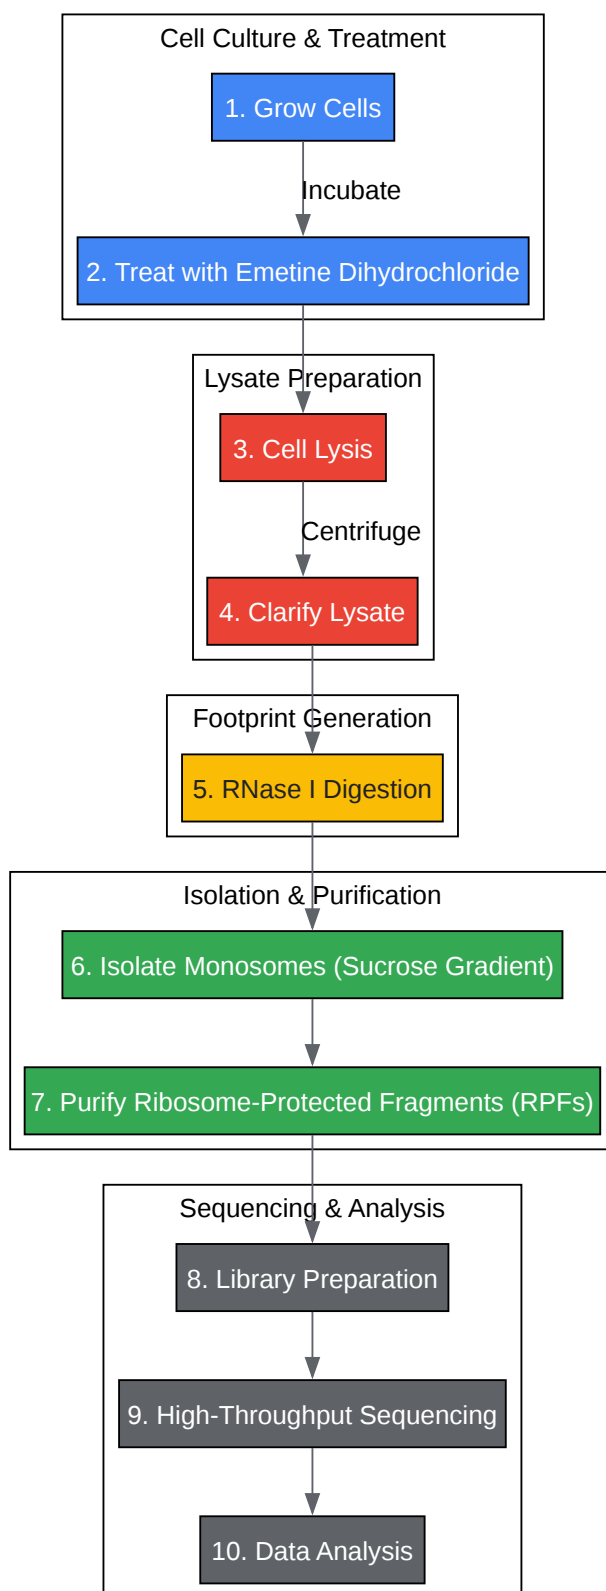 Cell Culture & Treatment
1. Grow Cells
Incubate
2. Treat with Emetine Dihydrochloride
Lysate Preparation
3. Cell Lysis
Centrifuge
4. Clarify Lysate
Footprint Generation
5. RNase I Digestion
Isolation & Purification
6. Isolate Monosomes (Sucrose Gradient)
7. Purify Ribosome-Protected Fragments (RPFs)
Sequencing & Analysis
8. Library Preparation
9. High-Throughput Sequencing
10. Data Analysis